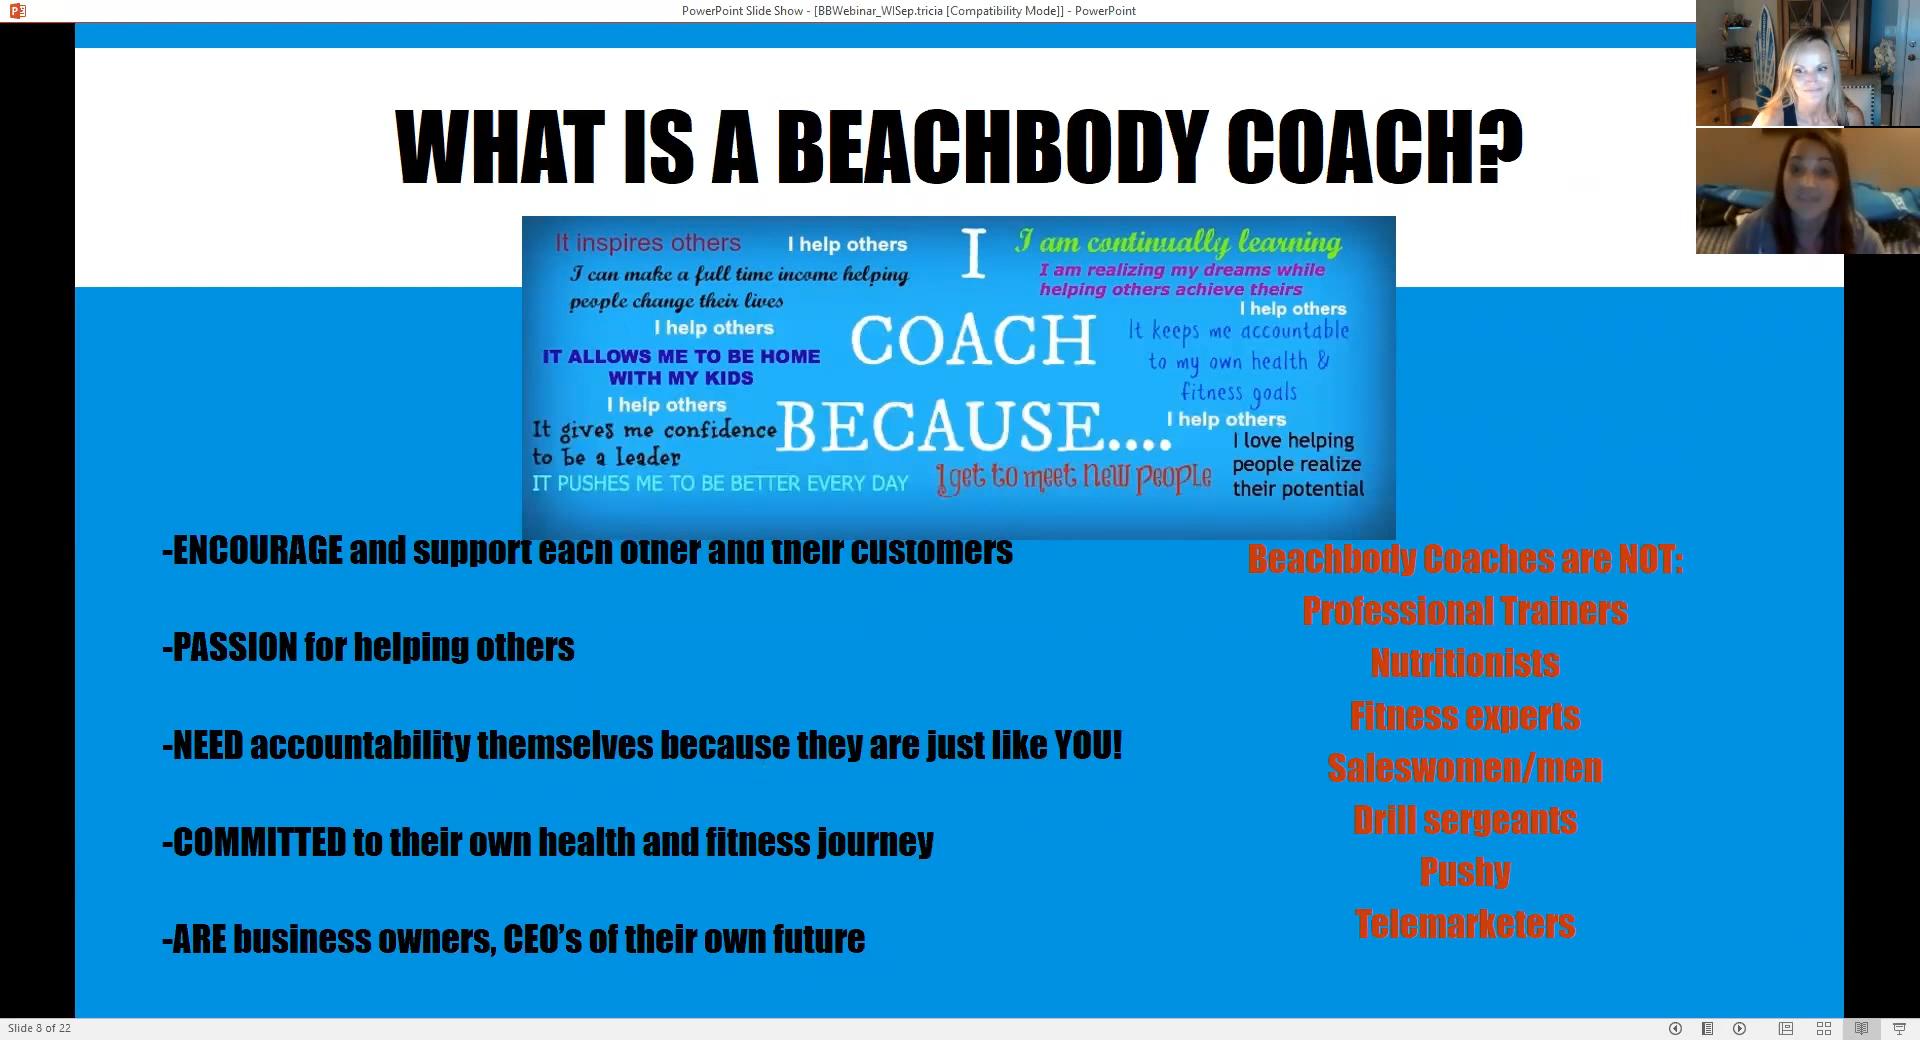 PowerPoint Slide Show - [BBWebinar_WISep.tricia [Compatibility Mode]] - PowerPoint
WHAT IS A BEACHBODY COACH?
It inspires others
I help others
I can make a full time income helping
people change their lives
I help others
IT ALLOWS ME TO BE HOME
WITH MY KIDS
I help others
It gives me confidence
to be a leader
IT PUSHES ME TO BE BETTER EVERY DAY
I
COACH
BECAUSE....
I get to meet new people
I am continually learning
I am realizing my dreams while
helping others achieve theirs
I help others
It keeps me accountable
to my own health &
fitness goals
I help others
I love helping
people realize
their potential
-ENCOURAGE and support each other and their customers
-PASSION for helping others
-NEED accountability themselves because they are just like YOU!
-COMMITTED to their own health and fitness journey
-ARE business owners, CEO’s of their own future
Beachbody Coaches are NOT:
Professional Trainers
Nutritionists
Fitness experts
Saleswomen/men
Drill sergeants
Pushy
Telemarketers
Slide 8 of 22